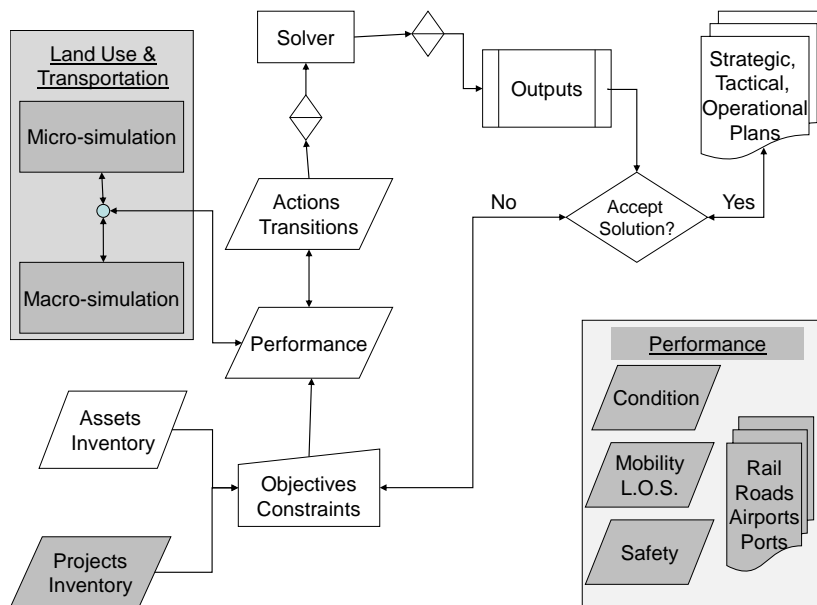 Land Use &
Transportation
Micro-simulation
Macro-simulation
Solver
Outputs
Strategic,
Tactical,
Operational
Plans
Actions
Transitions
No
Accept
Solution?
Yes
Performance
Assets
Inventory
Objectives
Constraints
Projects
Inventory
Performance
Condition
Mobility
L.O.S.
Safety
Rail
Roads
Airports
Ports